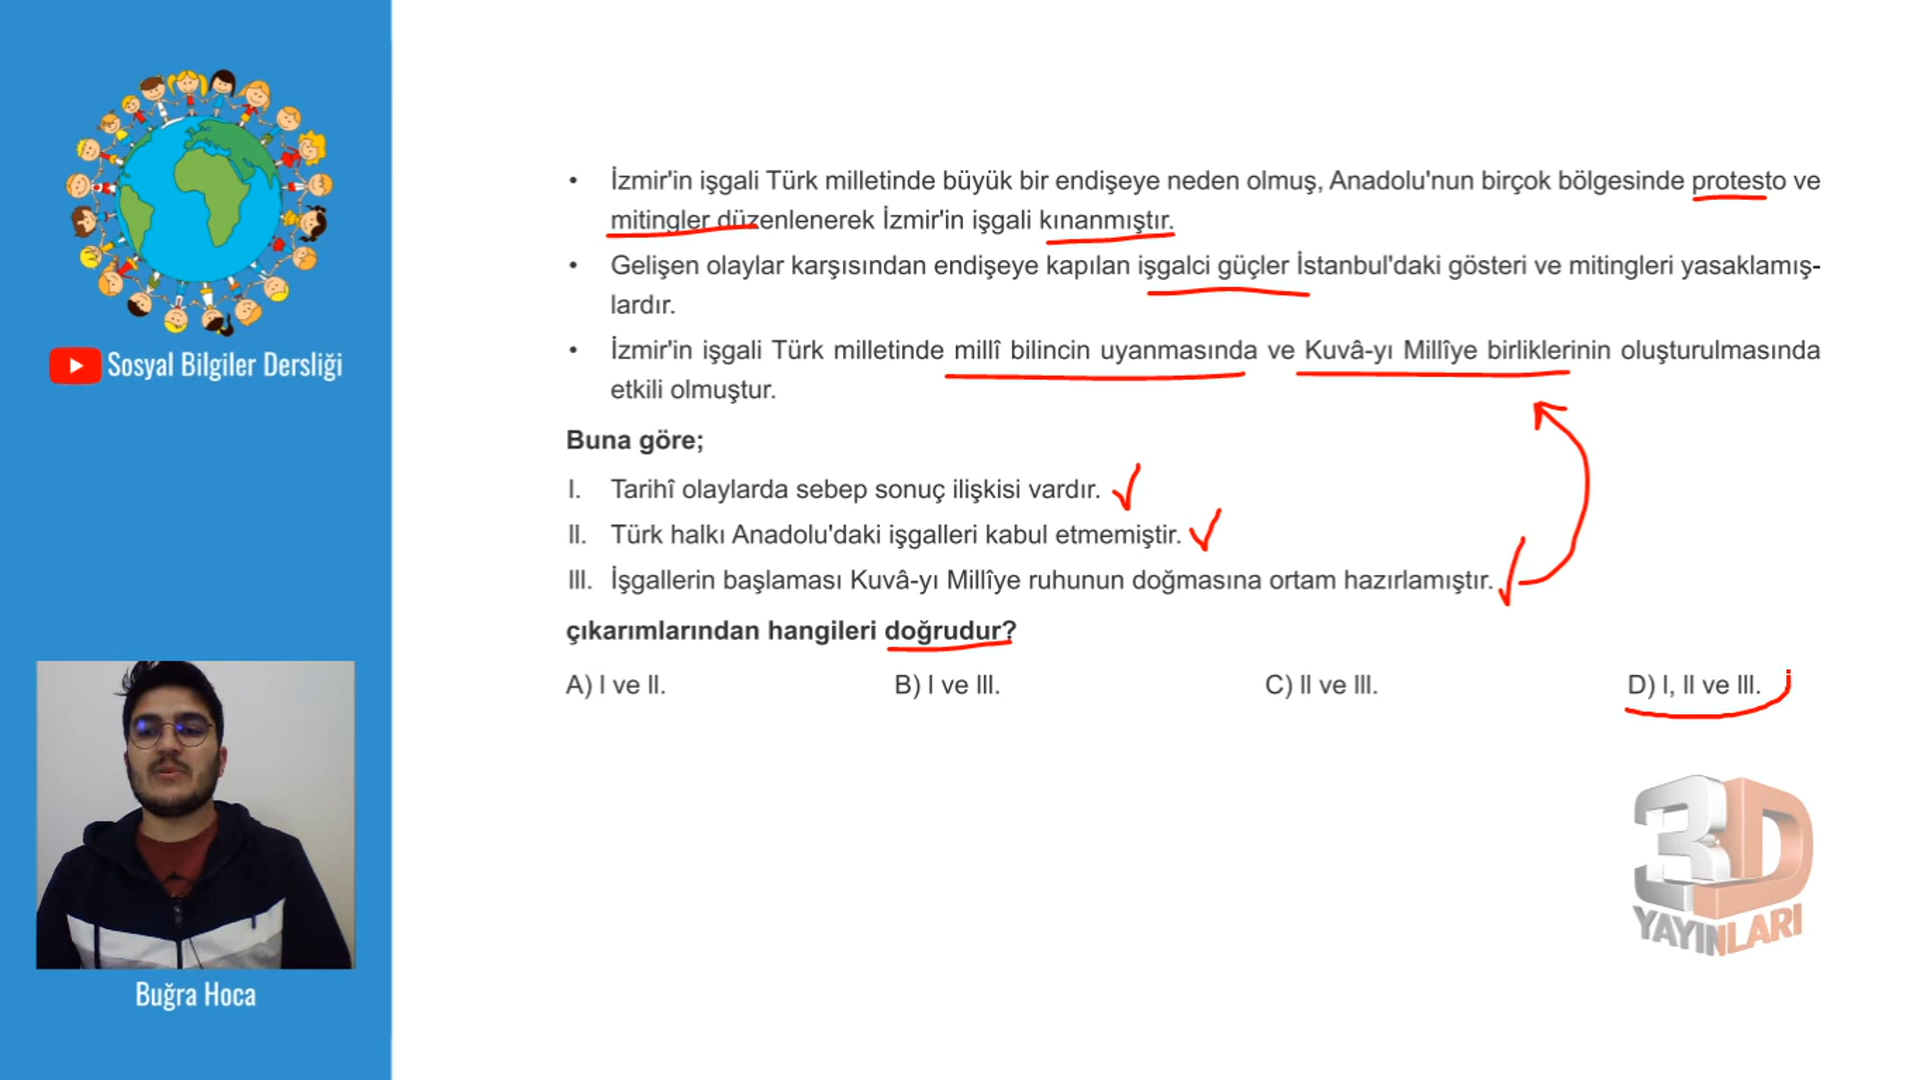 • İzmir'in işgali Türk milletinde büyük bir endişeye neden olmuş, Anadolu'nun birçok bölgesinde protesto ve
mitingler düzenlenerek İzmir'in işgali kınanmıştır.
• Gelişen olaylar karşısından endişeye kapılan işgalci güçler İstanbul'daki gösteri ve mitingleri yasaklamış-
lardır.
• İzmir'in işgali Türk milletinde millî bilincin uyanmasında ve Kuvâ-yı Millîye birliklerinin oluşturulmasında
etkili olmuştur.
Buna göre;
I. Tarihî olaylarda sebep sonuç ilişkisi vardır.
II. Türk halkı Anadolu'daki işgalleri kabul etmemiştir.
III. İşgallerin başlaması Kuvâ-yı Millîye ruhunun doğmasına ortam hazırlamıştır.
çıkarımlarından hangileri doğrudur?
A) I ve II. B) I ve III. C) II ve III. D) I, II ve III.
Sosyal Bilgiler Dersliği
Buğra Hoca
3D
YAYINLARI